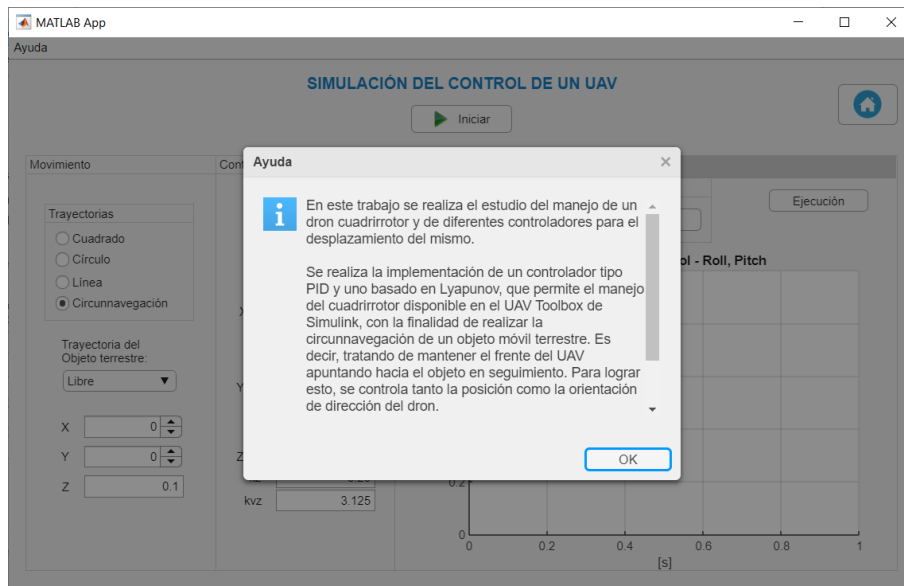 MATLAB App
Ayuda
SIMULACIÓN DEL CONTROL DE UN UAV
Iniciar
Movimiento
Trayectorias
Cuadrado
Círculo
Línea
Circunnavegación
Trayectoria del
Objeto terrestre:
Libre
X 0
Y 0
Z 0.1
Ayuda
En este trabajo se realiza el estudio del manejo de un
dron cuadrirrotor y de diferentes controladores para el
desplazamiento del mismo.
Se realiza la implementación de un controlador tipo
PID y uno basado en Lyapunov, que permite el manejo
del cuadrirrotor disponible en el UAV Toolbox de
Simulink, con la finalidad de realizar la
circunnavegación de un objeto móvil terrestre. Es
decir, tratando de mantener el frente del UAV
apuntando hacia el objeto en seguimiento. Para lograr
esto, se controla tanto la posición como la orientación
de dirección del dron.
OK
Z
kvz 3.125
Ejecución
- Roll, Pitch
0.2
0
0 0.2 0.4 0.6 0.8 1
[s]